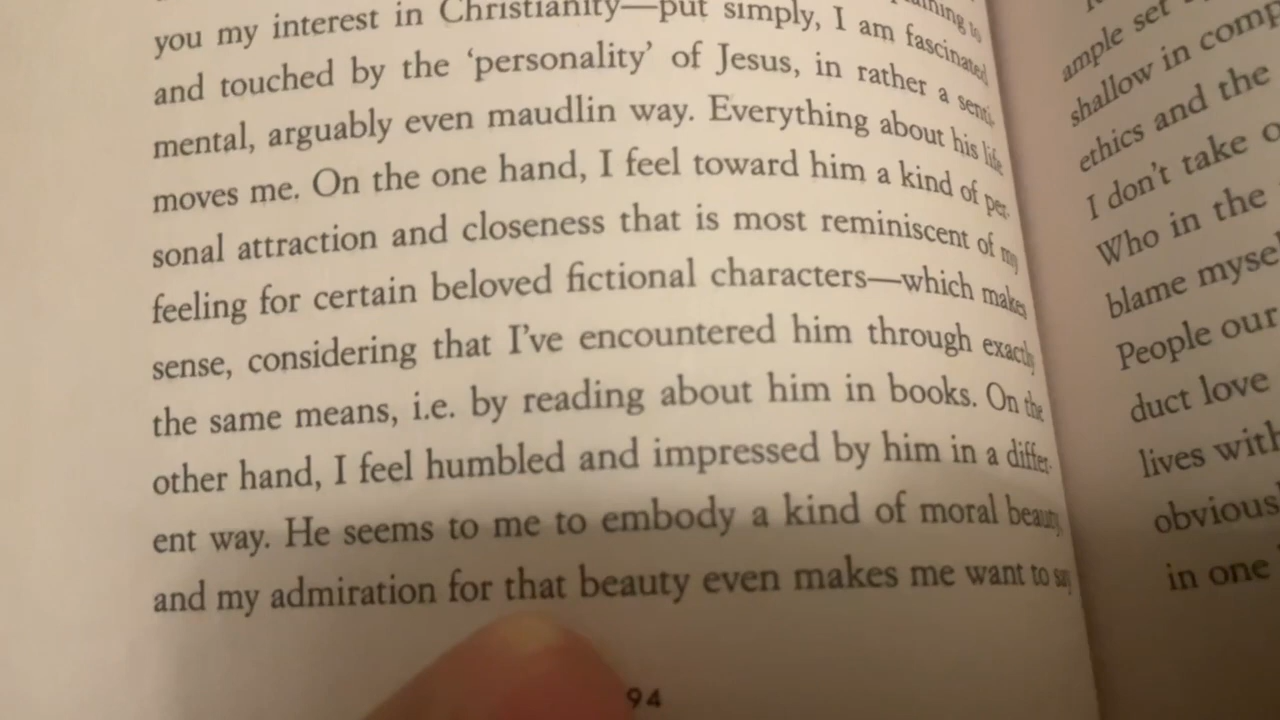 you my interest in Christianity—put simply, I am fascinated
and touched by the ‘personality’ of Jesus, in rather a senti-
mental, arguably even maudlin way. Everything about his life
moves me. On the one hand, I feel toward him a kind of per-
sonal attraction and closeness that is most reminiscent of my
feeling for certain beloved fictional characters—which makes
sense, considering that I’ve encountered him through exactly
the same means, i.e. by reading about him in books. On the
other hand, I feel humbled and impressed by him in a differ-
ent way. He seems to me to embody a kind of moral beauty,
and my admiration for that beauty even makes me want to say
94
ample set
shallow in comp
ethics and the
I don’t take
Who in the
blame mysel
People our
duct love
lives with
obvious
in one